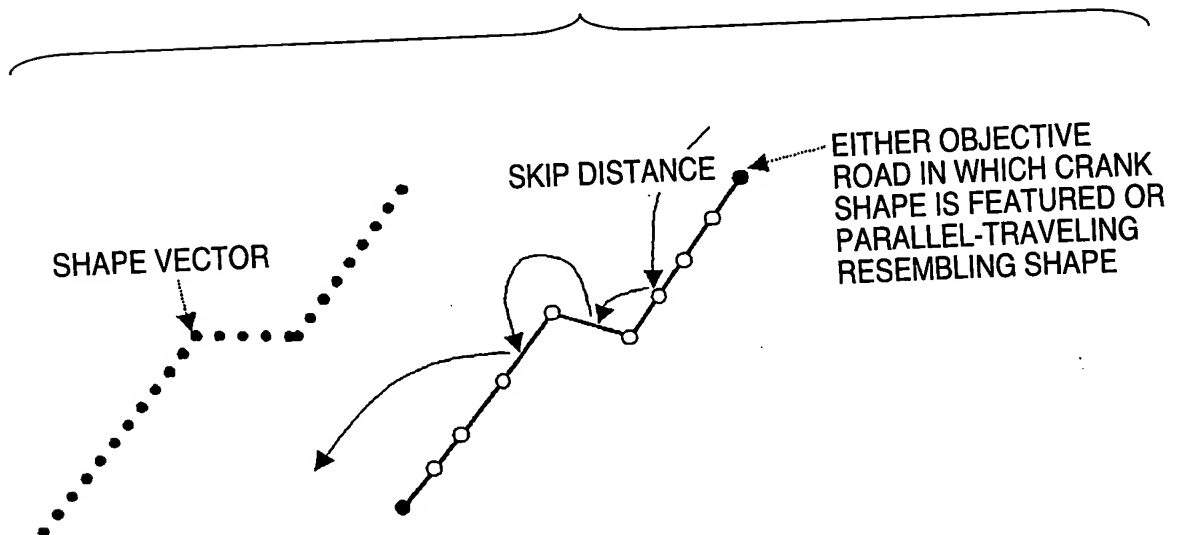 SHAPE VECTOR
SKIP DISTANCE
EITHER OBJECTIVE
ROAD IN WHICH CRANK
SHAPE IS FEATURED OR
PARALLEL-TRAVELING
RESEMBLING SHAPE